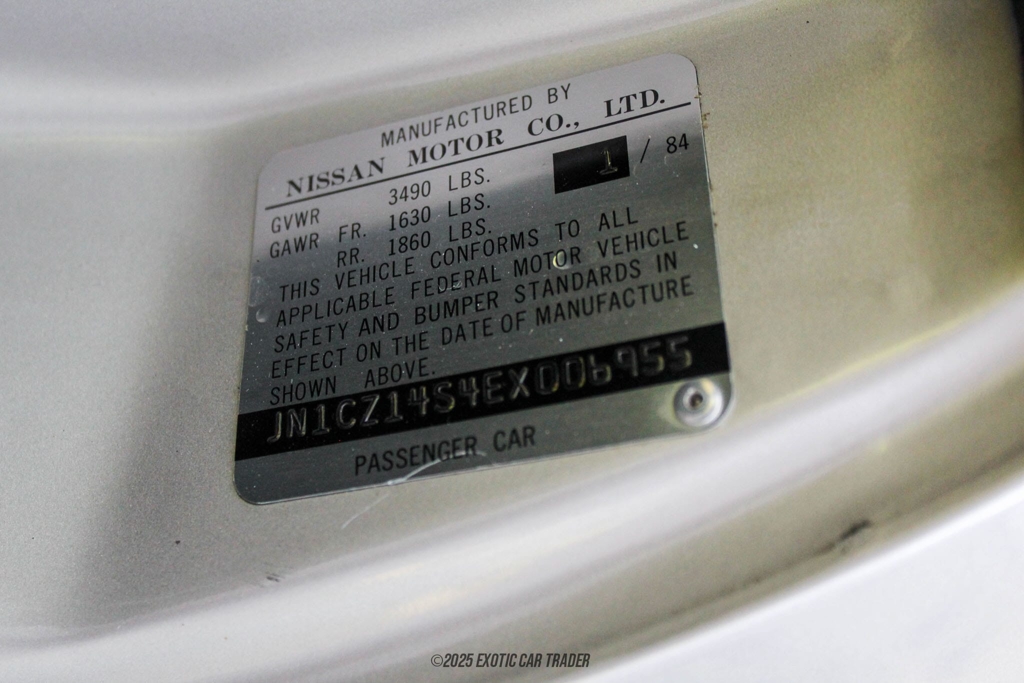 MANUFACTURED BY
NISSAN MOTOR CO., LTD.
GVWR 3490 LBS. 1 / 84
GAWR FR. 1630 LBS.
RR. 1860 LBS.
THIS VEHICLE CONFORMS TO ALL
APPLICABLE FEDERAL MOTOR VEHICLE
SAFETY AND BUMPER STANDARDS IN
EFFECT ON THE DATE OF MANUFACTURE
SHOWN ABOVE.
JN1CZ14S4EX006955
PASSENGER CAR
©2025 EXOTIC CAR TRADER